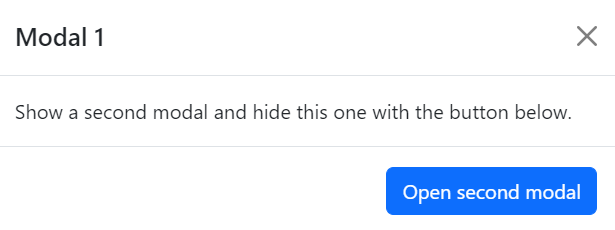 Modal 1
Show a second modal and hide this one with the button below.
Open second modal